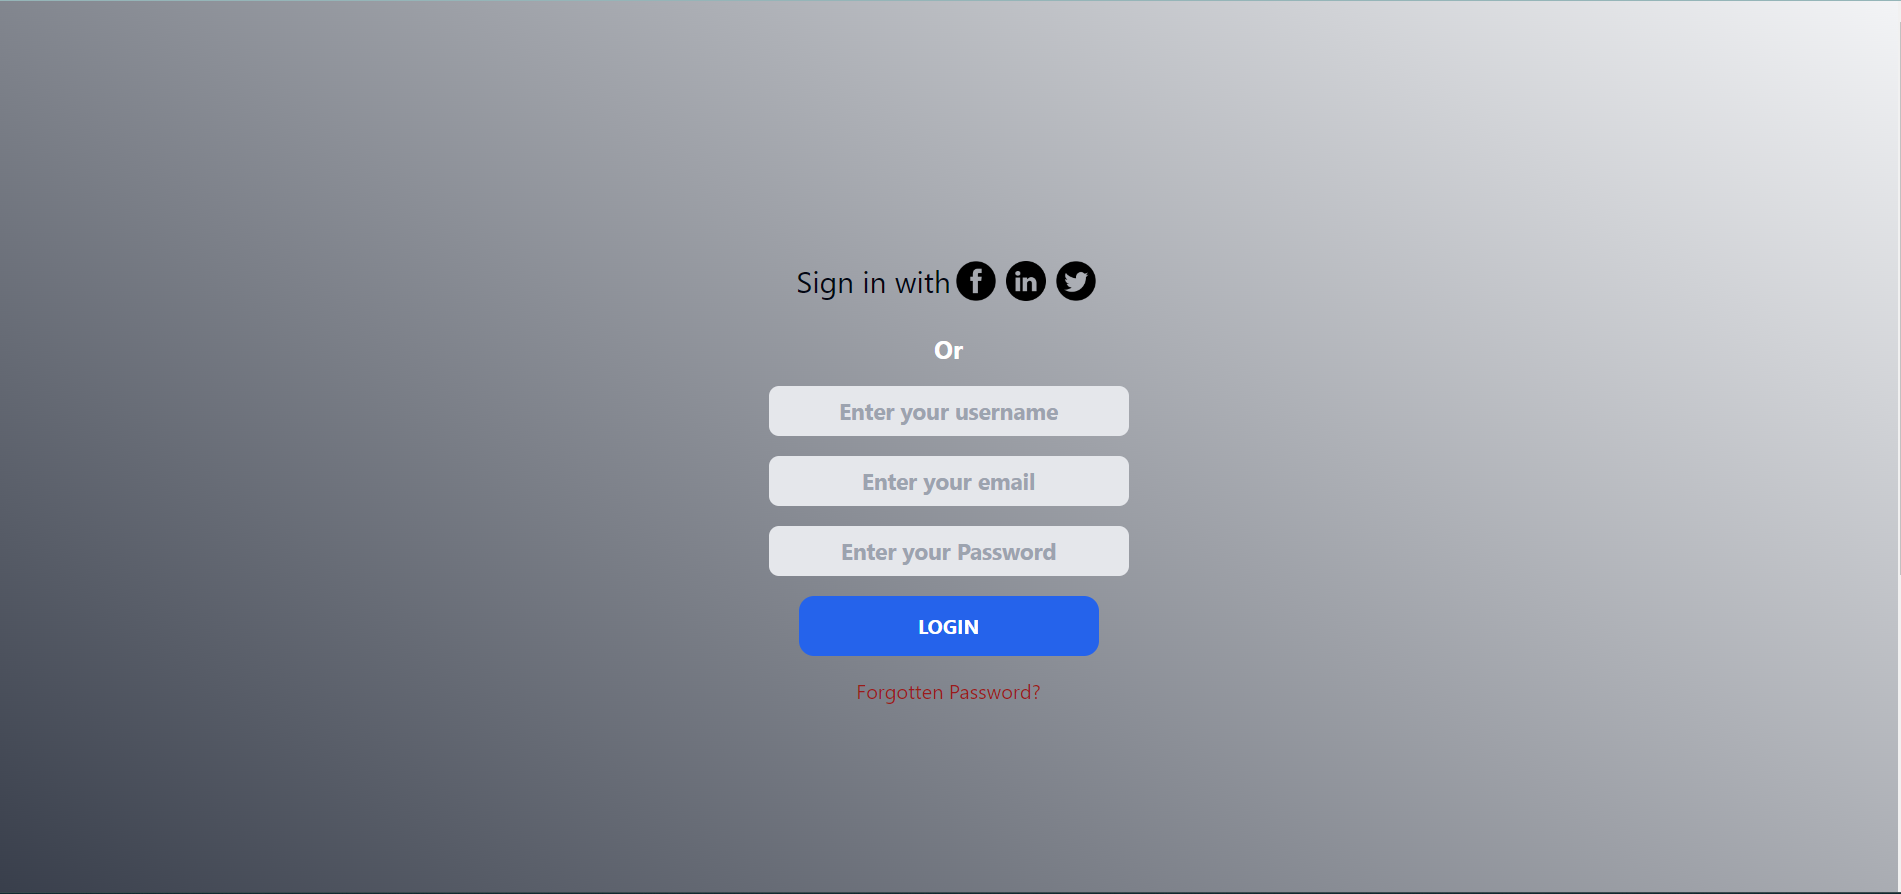 Sign in with
Or
Enter your username
Enter your email
Enter your Password
LOGIN
Forgotten Password?